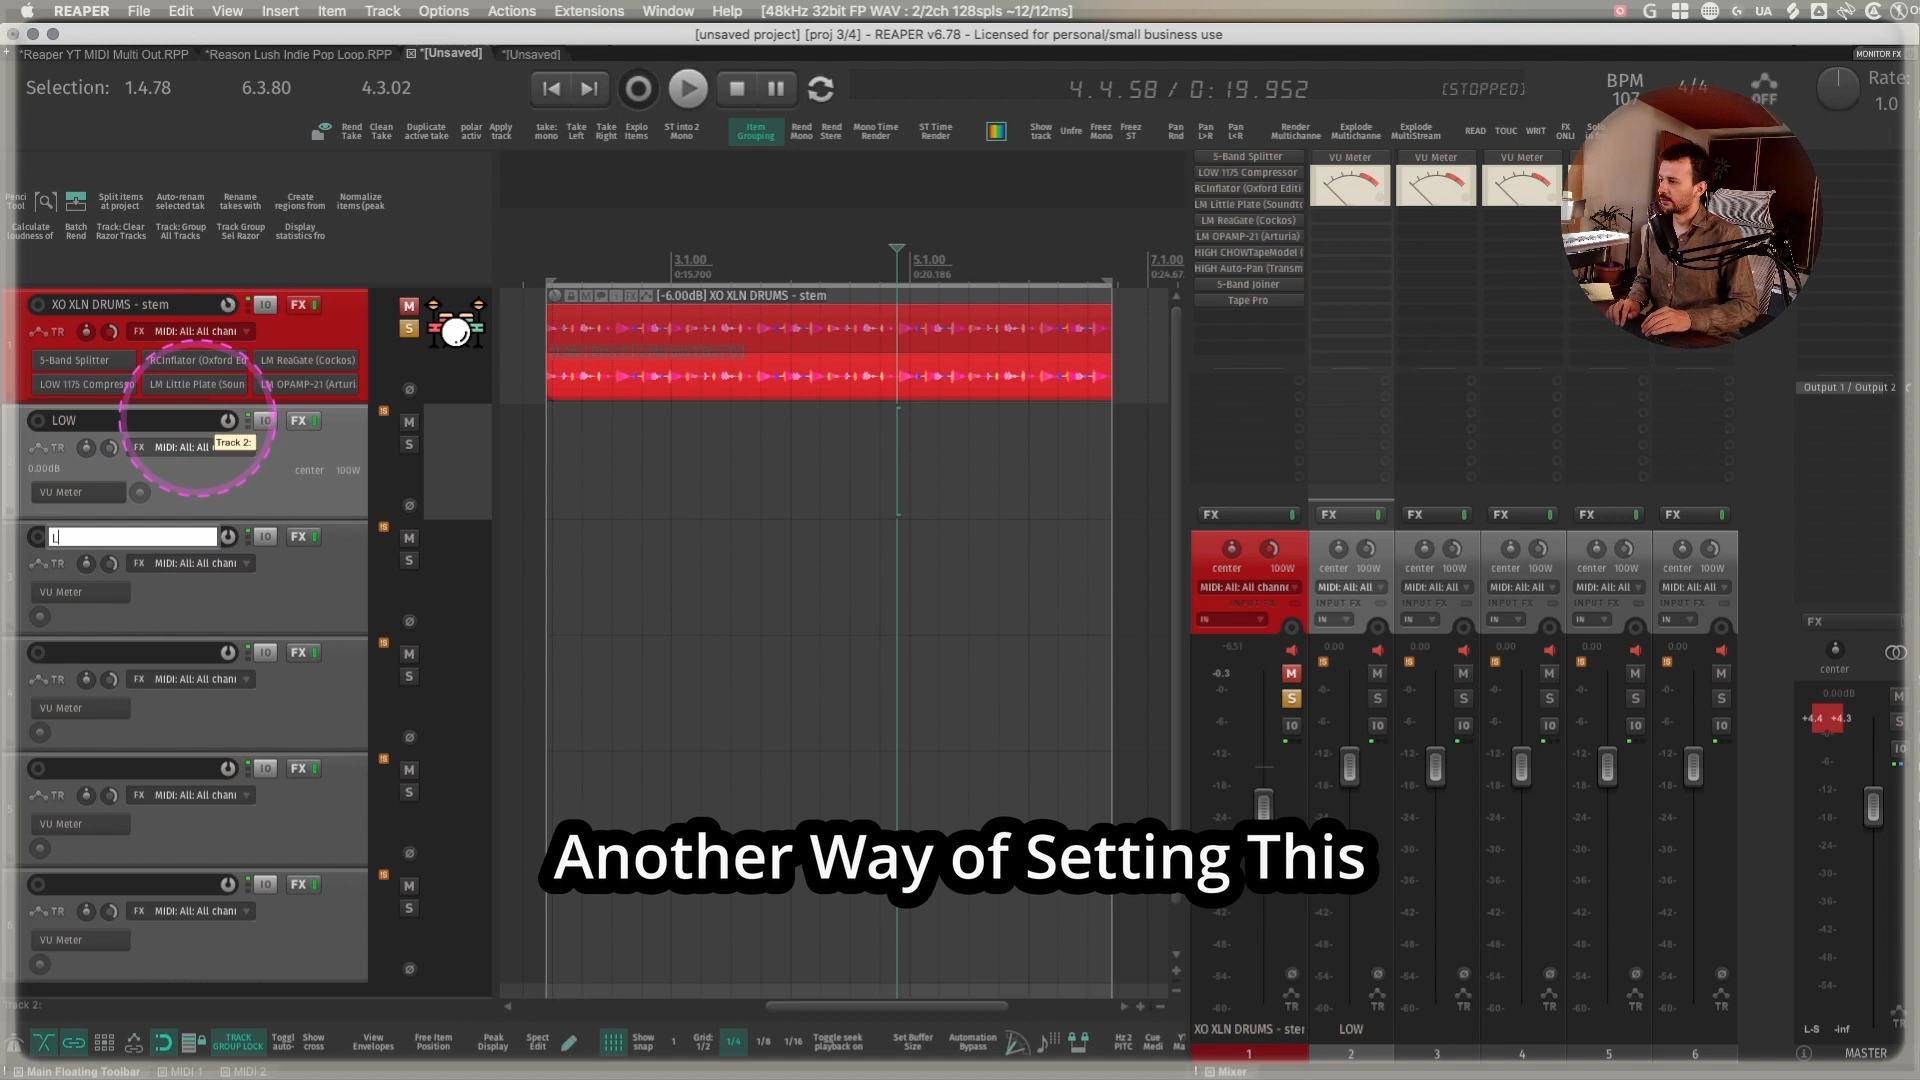 REAPER File Edit View Insert Item Track Options Actions Extensions Window Help [48kHz 32bit FP WAV : 2/2ch 128spls ~12/12ms] UA
[unsaved project] [proj 3/4] - REAPER v6.78 - Licensed for personal/small business use
*Reaper YT MIDI Multi Out.RPP *Reason Lush Indie Pop Loop.RPP *[Unsaved] *[Unsaved] MONITOR FX
Selection: 1.4.78 6.3.80 4.3.02
4.4.58 / 0:19.952 [STOPPED]
BPM 107 4/4 OFF Rate: 1.0
Rend Take Clean Take Duplicate active take polar activ Apply track take: mono Take Left Take Right Explo Items ST into 2 Mono Item Grouping Rend Mono Rend Stere Mono Time Render ST Time Render Show track Unfre Freez Mono Freez ST Pan Rnd Pan L>R Pan L<R Render Multichanne Explode Multichanne Explode MultiStream READ TOUC WRIT FX ONLI
Penci Tool Split items at project Auto-renam selected tak Rename takes with Create regions from Normalize items (peak
Calculate loudness of Batch Rend Track: Clear Razor Tracks Track: Group All Tracks Track Group Sel Razor Display statistics fro
3.1.00 5.1.00 7.1.00
0:15.700 0:20.186 0:24.67
5-Band Splitter
LOW 1175 Compressor
RCInflator (Oxford Editi
LM Little Plate (Soundto
LM ReaGate (Cockos)
LM OPAMP-21 (Arturia)
HIGH CHOWTapeModel (
HIGH Auto-Pan (Transm
5-Band Joiner
Tape Pro
VU Meter VU Meter VU Meter
Output 1 / Output 2
XO XLN DRUMS - stem IO FX M
TR FX MIDI: All: All chan S
5-Band Splitter RCInflator (Oxford Ed LM ReaGate (Cockos)
LOW 1175 Compresso LM Little Plate (Soun LM OPAMP-21 (Arturi
[-6.00dB] XO XLN DRUMS - stem
LOW IO FX M
TR FX MIDI: All: All S
Track 2:
0.00dB center 100W
VU Meter
L IO FX M
TR FX MIDI: All: All chan S
VU Meter
IO FX M
TR FX MIDI: All: All chan S
VU Meter
IO FX M
TR FX MIDI: All: All chan S
VU Meter
IO FX M
TR FX MIDI: All: All chan S
VU Meter
Another Way of Setting This
FX FX FX FX FX FX
center 100W center 100W center 100W center 100W center 100W center 100W
MIDI: All: All channe MIDI: All: All MIDI: All: All MIDI: All: All MIDI: All: All MIDI: All: All
INPUT FX INPUT FX INPUT FX INPUT FX INPUT FX INPUT FX
IN IN IN IN IN IN
-6.51 0.00 0.00 0.00 0.00 0.00
-0.3 M M M M M M
S S S S S S
IO IO IO IO IO IO
TR TR TR TR TR TR
XO XLN DRUMS - ster LOW
1 2 3 4 5 6
FX
center
0.00dB M
+4.4 +4.3 S
IO
L-S -inf
MASTER
Track 2:
TRACK GROUP LOCK Toggl auto- Show cross View Envelopes Free Item Position Peak Display Spect Edit Show snap 1 Grid: 1/2 1/4 1/8 1/16 Toggle seek playback on Set Buffer Size Automation Bypass Hz 2 PITC Cue Medi
Main Floating Toolbar MIDI 1 MIDI 2 Mixer